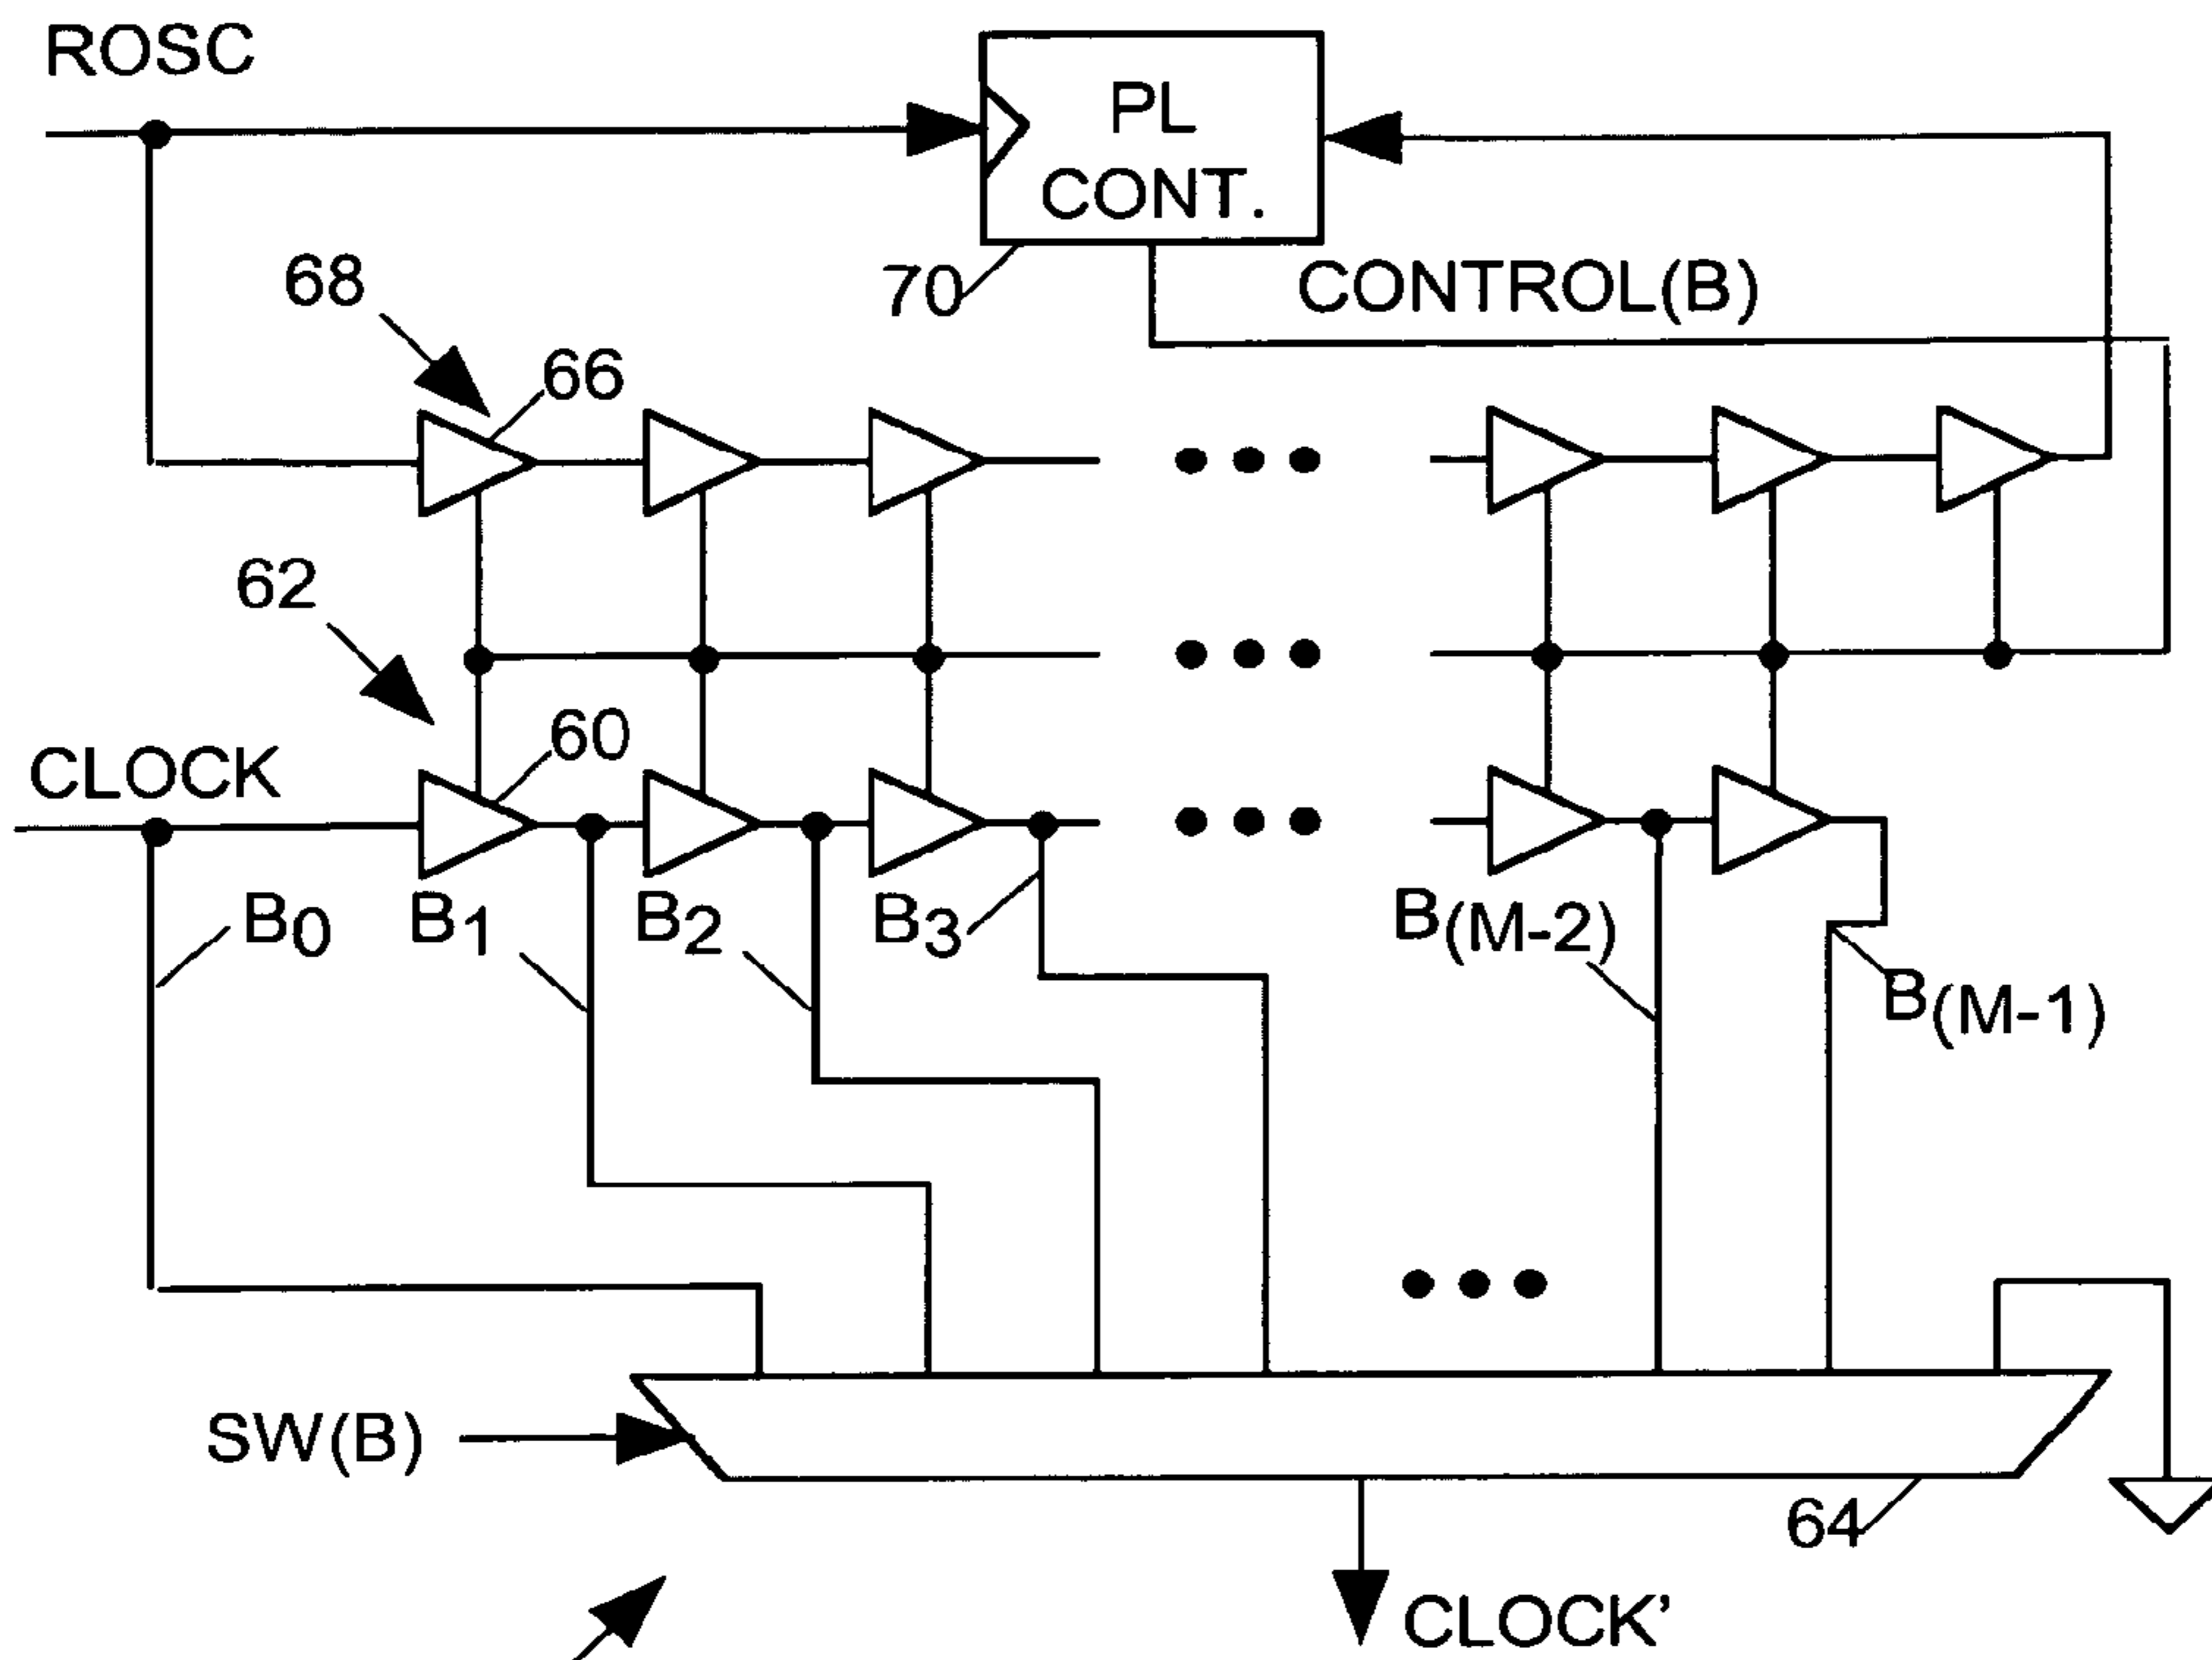 ROSC
PL
CONT.
70
CONTROL(B)
68
66
62
60
CLOCK
B0
B1
B2
B3
B(M-2)
B(M-1)
SW(B)
64
CLOCK'